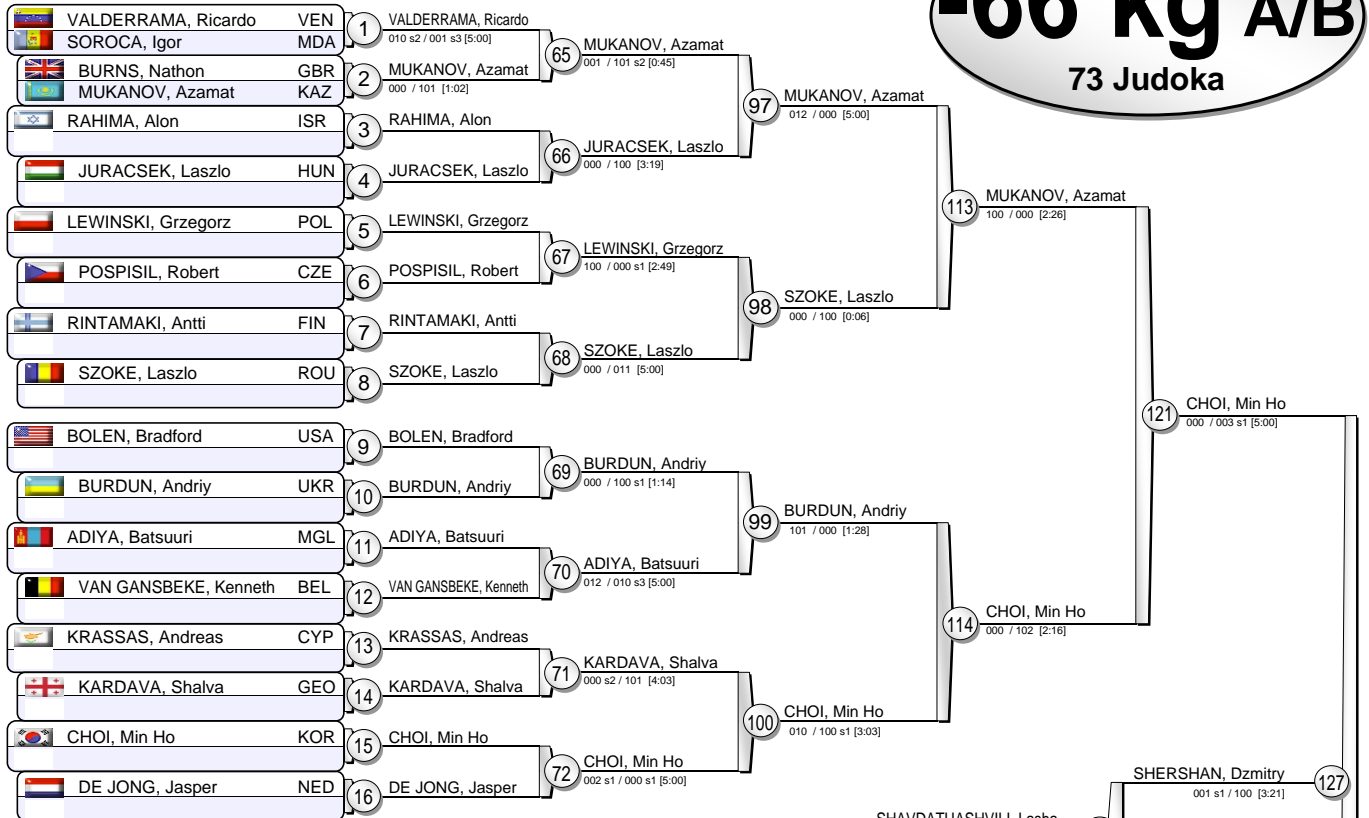 -66 kg A/B
73 Judoka
VALDERRAMA, Ricardo VEN
SOROCA, Igor MDA
1
BURNS, Nathon GBR
MUKANOV, Azamat KAZ
2
RAHIMA, Alon ISR
3
JURACSEK, Laszlo HUN
4
LEWINSKI, Grzegorz POL
5
POSPISIL, Robert CZE
6
RINTAMAKI, Antti FIN
7
SZOKE, Laszlo ROU
8
BOLEN, Bradford USA
9
BURDUN, Andriy UKR
10
ADIYA, Batsuuri MGL
11
VAN GANSBEKE, Kenneth BEL
12
KRASSAS, Andreas CYP
13
KARDAVA, Shalva GEO
14
CHOI, Min Ho KOR
15
DE JONG, Jasper NED
16
VALDERRAMA, Ricardo
010 s2 / 001 s3 [5:00]
MUKANOV, Azamat
000 / 101 [1:02]
RAHIMA, Alon
JURACSEK, Laszlo
LEWINSKI, Grzegorz
POSPISIL, Robert
RINTAMAKI, Antti
SZOKE, Laszlo
BOLEN, Bradford
BURDUN, Andriy
ADIYA, Batsuuri
VAN GANSBEKE, Kenneth
KRASSAS, Andreas
KARDAVA, Shalva
CHOI, Min Ho
DE JONG, Jasper
65
MUKANOV, Azamat
001 / 101 s2 [0:45]
66
JURACSEK, Laszlo
000 / 100 [3:19]
67
LEWINSKI, Grzegorz
100 / 000 s1 [2:49]
68
SZOKE, Laszlo
000 / 011 [5:00]
69
BURDUN, Andriy
000 / 100 s1 [1:14]
70
ADIYA, Batsuuri
012 / 010 s3 [5:00]
71
KARDAVA, Shalva
000 s2 / 101 [4:03]
72
CHOI, Min Ho
002 s1 / 000 s1 [5:00]
97
MUKANOV, Azamat
012 / 000 [5:00]
98
SZOKE, Laszlo
000 / 100 [0:06]
99
BURDUN, Andriy
101 / 000 [1:28]
100
CHOI, Min Ho
010 / 100 s1 [3:03]
113
MUKANOV, Azamat
100 / 000 [2:26]
114
CHOI, Min Ho
000 / 102 [2:16]
121
CHOI, Min Ho
000 / 003 s1 [5:00]
SHERSHAN, Dzmitry
001 s1 / 100 [3:21]
127
SHAVDATUASHVILI, Lasha